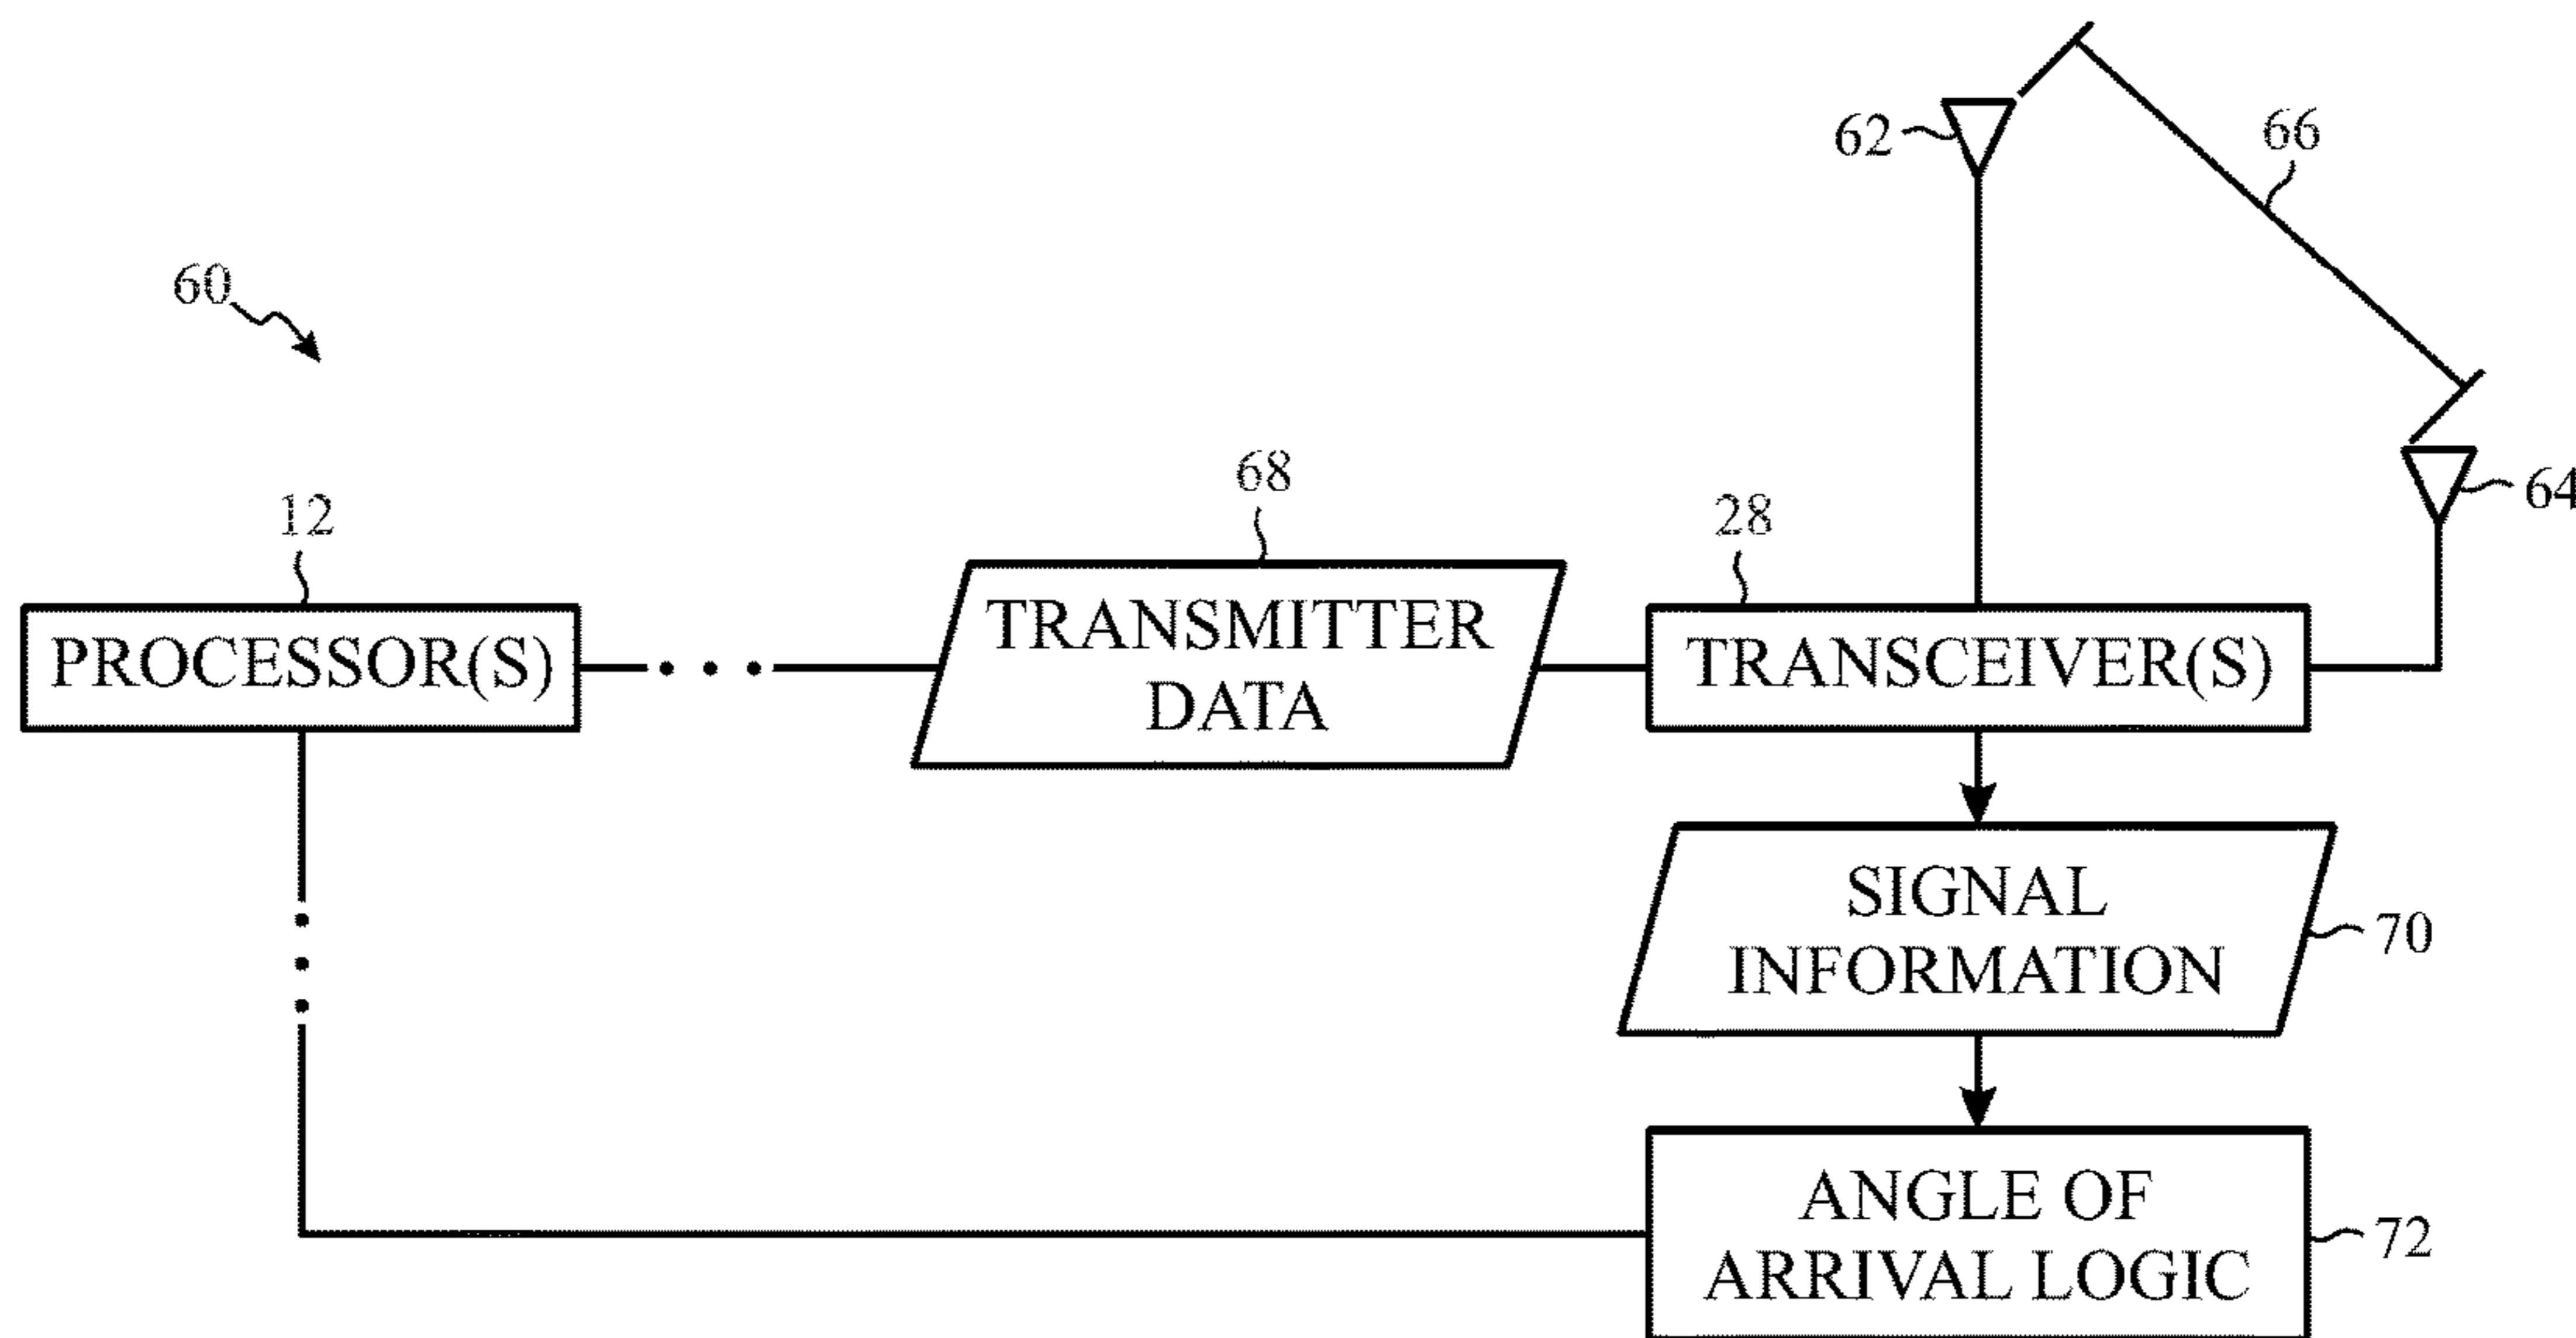 62
66
60
64
68
12
28
PROCESSOR(S)
TRANSMITTER
DATA
TRANSCEIVER(S)
SIGNAL
INFORMATION
70
ANGLE OF
ARRIVAL LOGIC
72